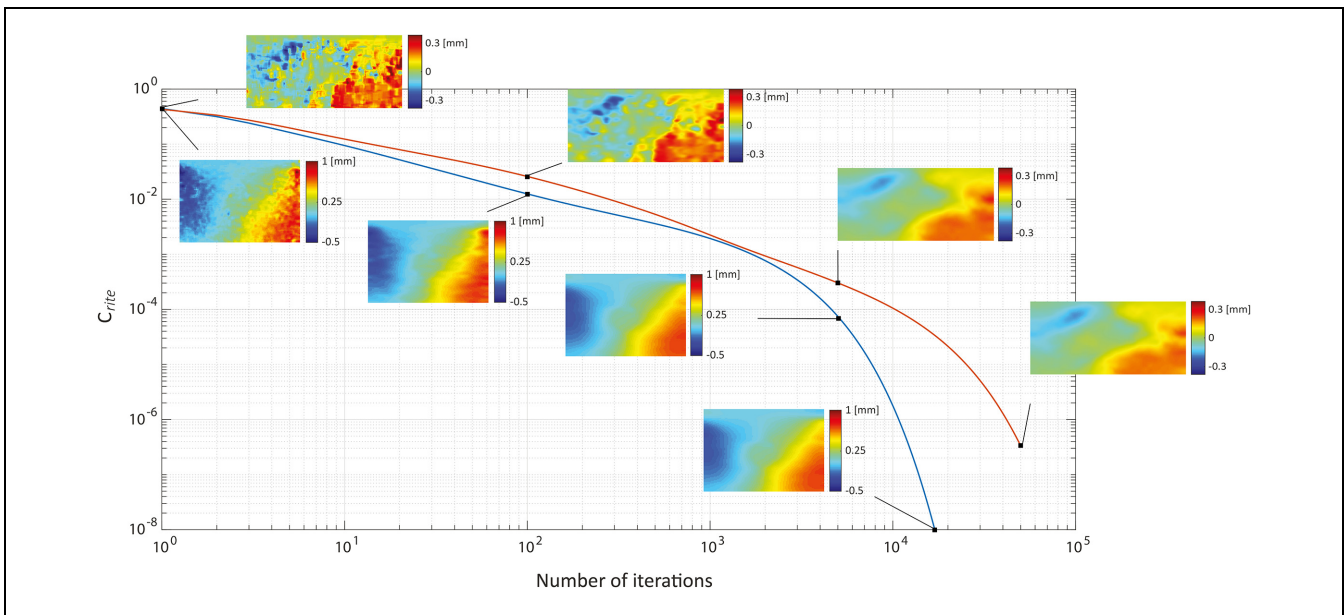 0.3 [mm]
0
-0.3
0.3 [mm]
0
-0.3
1 [mm]
0.25
-0.5
0.3 [mm]
0
-0.3
1 [mm]
0.25
-0.5
1 [mm]
0.25
-0.5
0.3 [mm]
0
-0.3
1 [mm]
0.25
-0.5
10^0
10^-2
10^-4
10^-6
10^-8
C_rite
10^0 10^1 10^2 10^3 10^4 10^5
Number of iterations